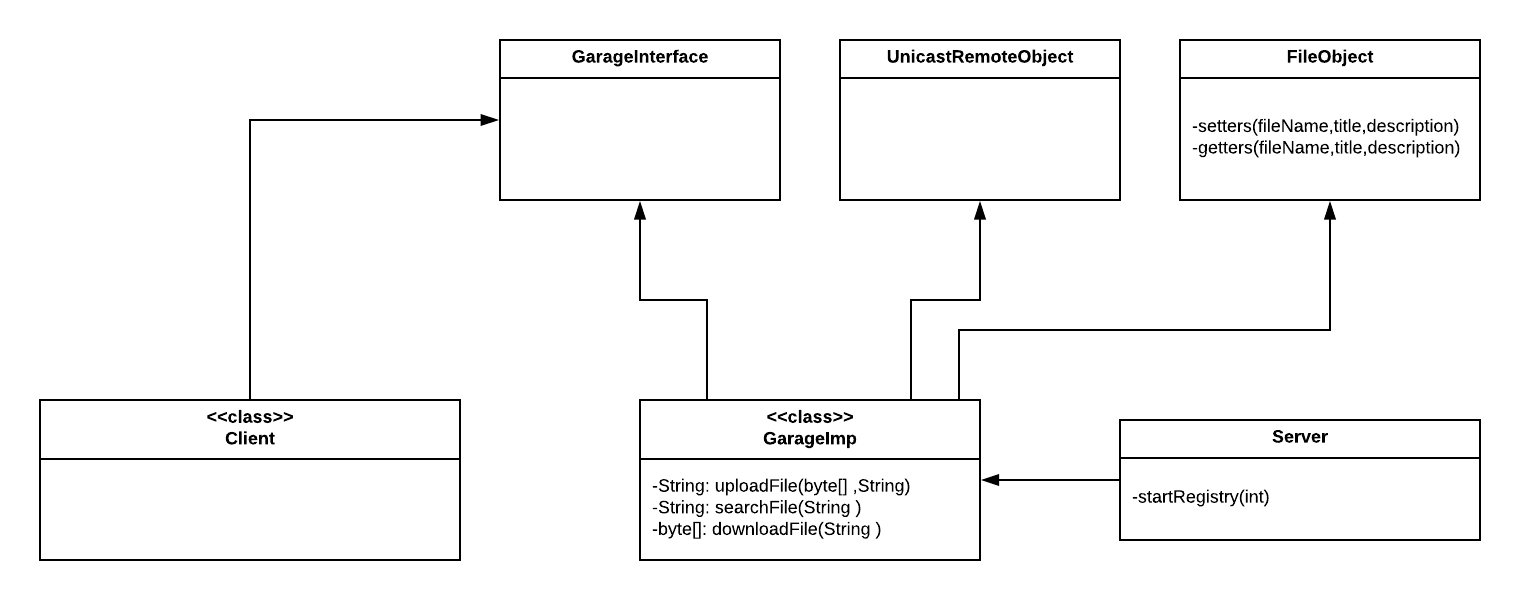 GarageInterface
UnicastRemoteObject
FileObject
-setters(fileName,title,description)
-getters(fileName,title,description)
<<class>>
Client
<<class>>
GarageImp
-String: uploadFile(byte[] ,String)
-String: searchFile(String )
-byte[]: downloadFile(String )
Server
-startRegistry(int)